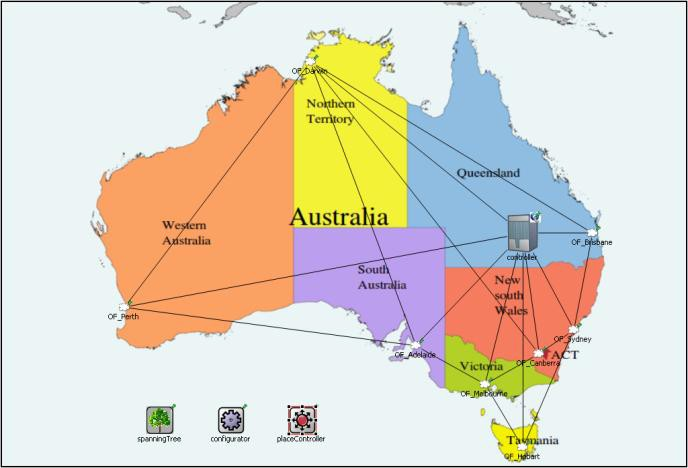 OF_Darwin
Northern
Territory
Queensland
Australia
Western
Australia
OF_Brisbane
controller
South
Australia
New
south
Wales
OF_Perth
OF_Sydney
OF_Adelaide
ACT
OF_Canberra
Victoria
OF_Melbourne
spanningTree
configurator
placeController
Tasmania
OF_Hobart